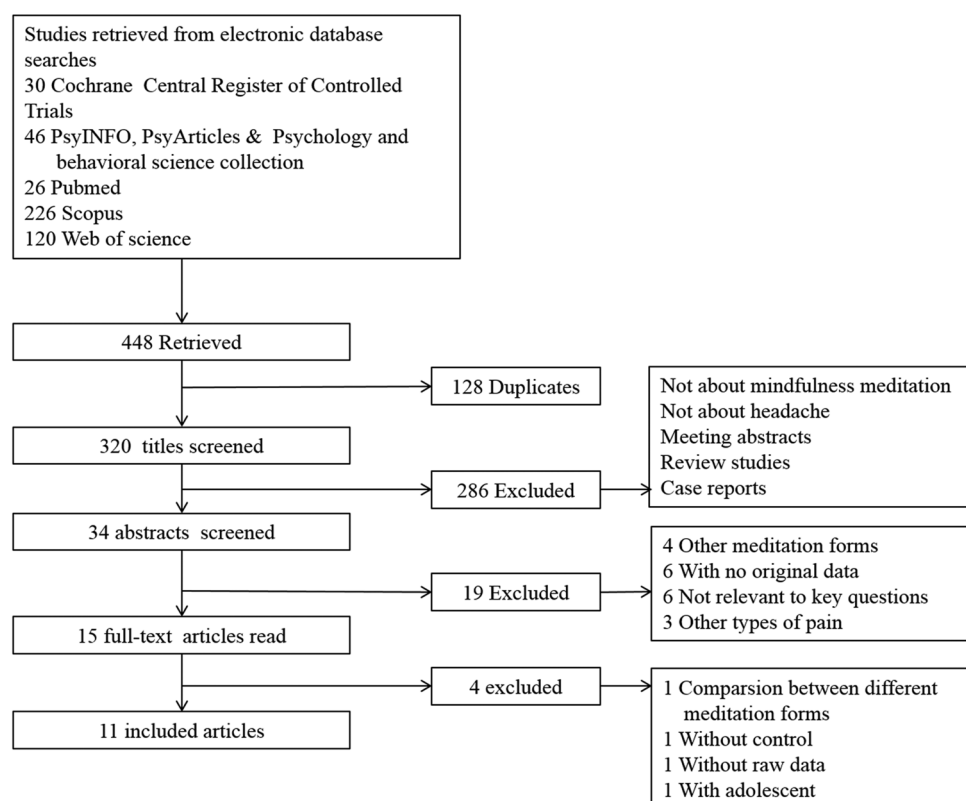 Studies retrieved from electronic database
searches
30 Cochrane Central Register of Controlled
Trials
46 PsyINFO, PsyArticles & Psychology and
behavioral science collection
26 Pubmed
226 Scopus
120 Web of science
448 Retrieved
128 Duplicates
320 titles screened
286 Excluded
Not about mindfulness meditation
Not about headache
Meeting abstracts
Review studies
Case reports
34 abstracts screened
19 Excluded
4 Other meditation forms
6 With no original data
6 Not relevant to key questions
3 Other types of pain
15 full-text articles read
4 excluded
1 Comparsion between different
meditation forms
1 Without control
1 Without raw data
1 With adolescent
11 included articles